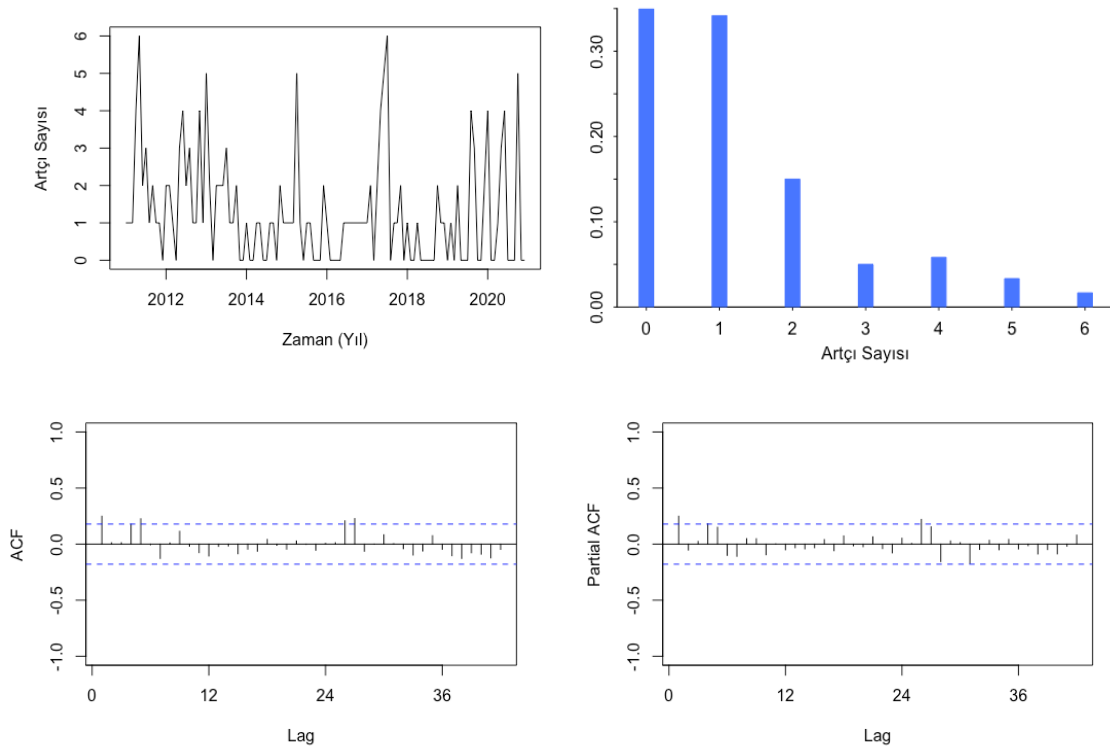 Artçı Sayısı
6
5
4
3
2
1
0
2012 2014 2016 2018 2020
Zaman (Yıl)
0.30
0.20
0.10
0.00
0 1 2 3 4 5 6
Artçı Sayısı
ACF
1.0
0.5
0.0
-0.5
-1.0
0 12 24 36
Lag
Partial ACF
1.0
0.5
0.0
-0.5
-1.0
0 12 24 36
Lag